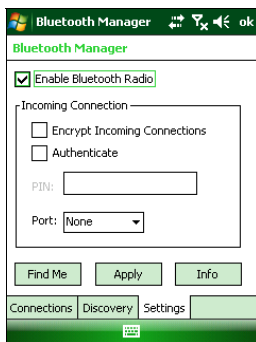 Bluetooth Manager ok
Bluetooth Manager
Enable Bluetooth Radio
Incoming Connection
Encrypt Incoming Connections
Authenticate
PIN:
Port: None
Find Me Apply Info
Connections Discovery Settings